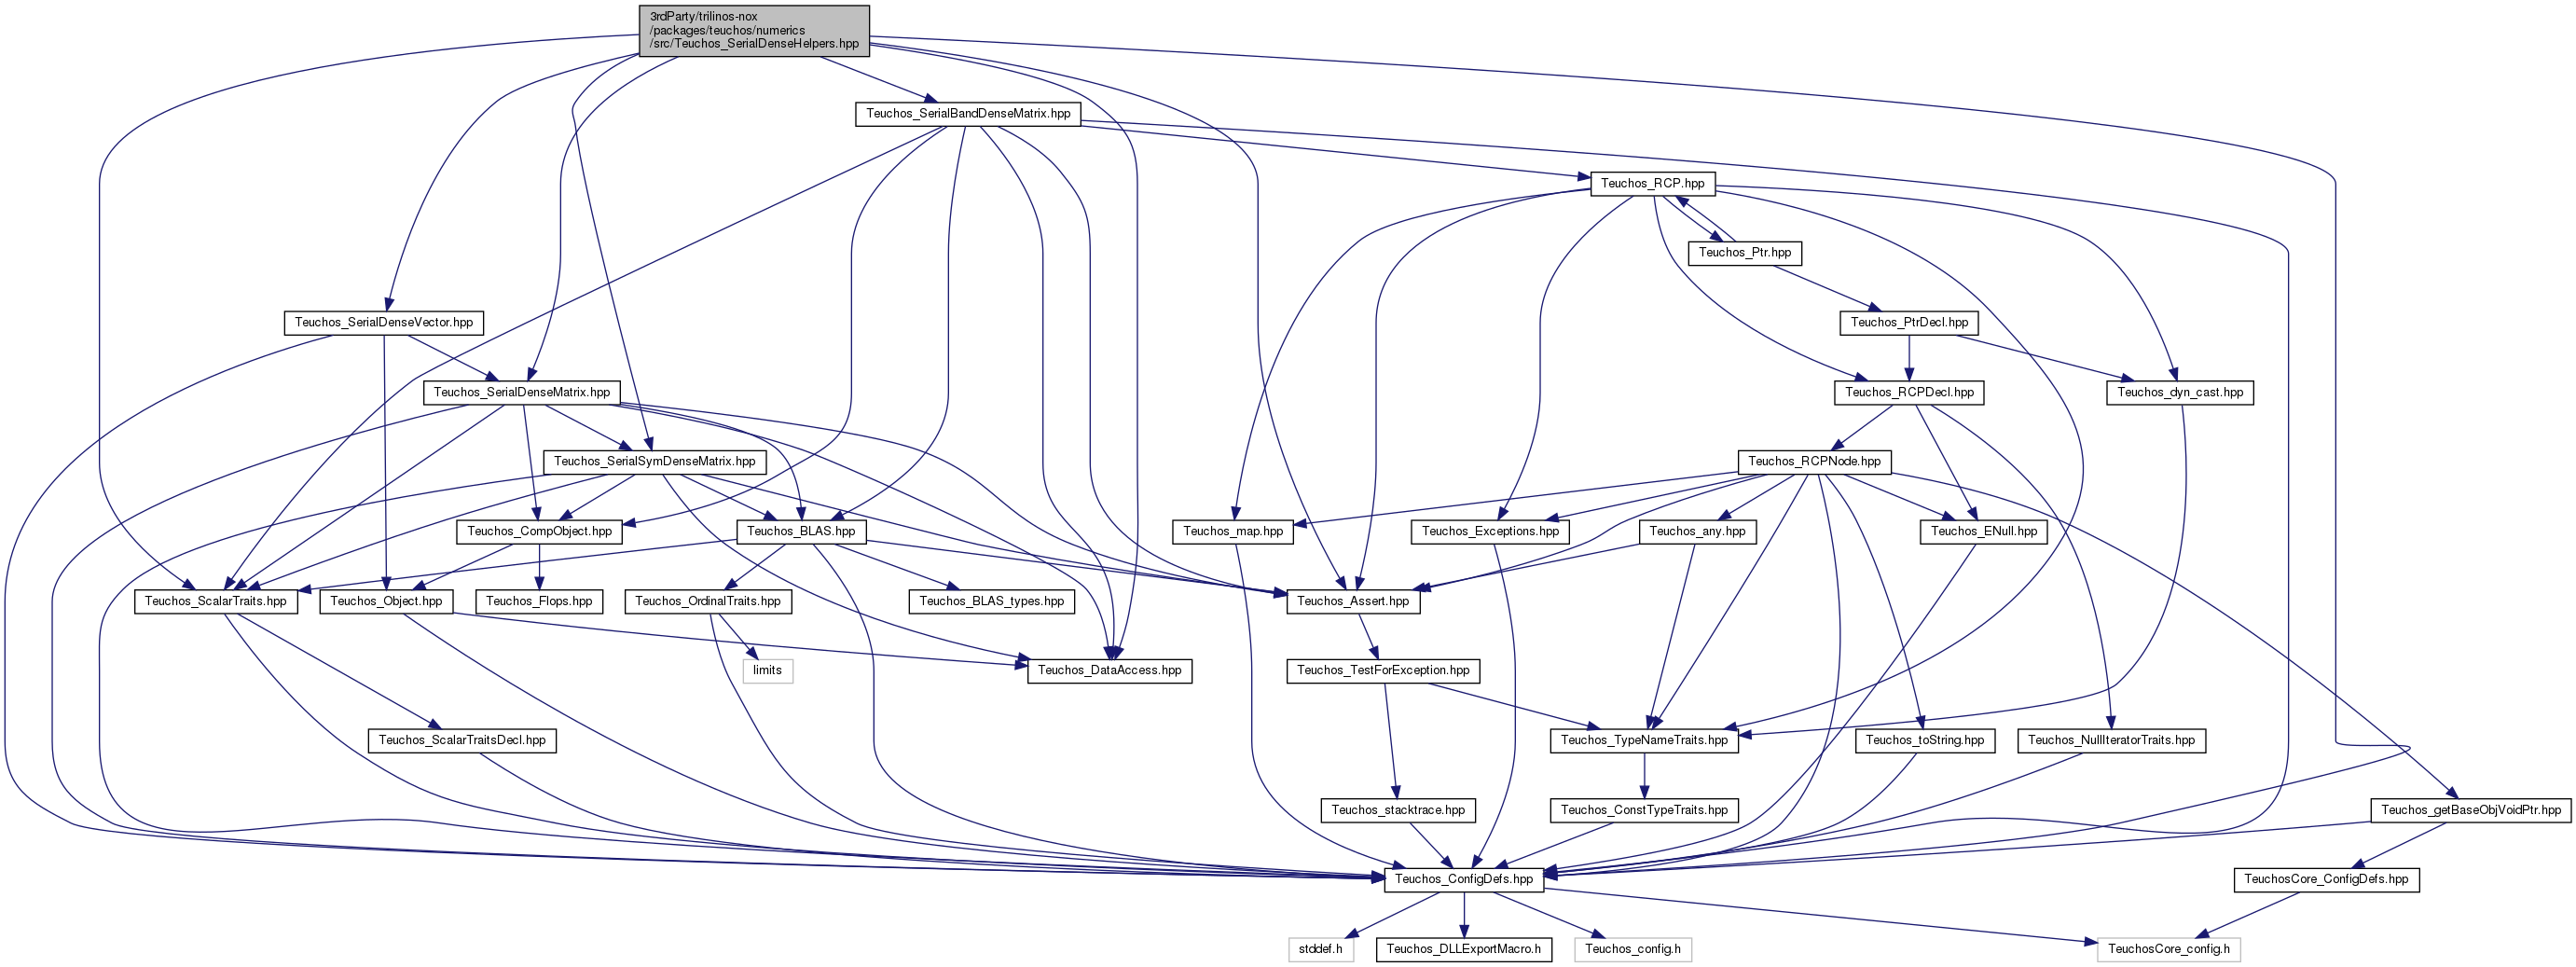 3rdParty/trilinos-nox
/packages/teuchos/numerics
/src/Teuchos_SerialDenseHelpers.hpp
Teuchos_SerialBandDenseMatrix.hpp
Teuchos_RCP.hpp
Teuchos_Ptr.hpp
Teuchos_SerialDenseVector.hpp
Teuchos_PtrDecl.hpp
Teuchos_SerialDenseMatrix.hpp
Teuchos_RCPDecl.hpp
Teuchos_dyn_cast.hpp
Teuchos_SerialSymDenseMatrix.hpp
Teuchos_RCPNode.hpp
Teuchos_CompObject.hpp
Teuchos_BLAS.hpp
Teuchos_map.hpp
Teuchos_Exceptions.hpp
Teuchos_any.hpp
Teuchos_ENull.hpp
Teuchos_ScalarTraits.hpp
Teuchos_Object.hpp
Teuchos_Flops.hpp
Teuchos_OrdinalTraits.hpp
Teuchos_BLAS_types.hpp
Teuchos_Assert.hpp
limits
Teuchos_DataAccess.hpp
Teuchos_TestForException.hpp
Teuchos_ScalarTraitsDecl.hpp
Teuchos_TypeNameTraits.hpp
Teuchos_toString.hpp
Teuchos_NullIteratorTraits.hpp
Teuchos_stacktrace.hpp
Teuchos_ConstTypeTraits.hpp
Teuchos_getBaseObjVoidPtr.hpp
Teuchos_ConfigDefs.hpp
TeuchosCore_ConfigDefs.hpp
stddef.h
Teuchos_DLLExportMacro.h
Teuchos_config.h
TeuchosCore_config.h